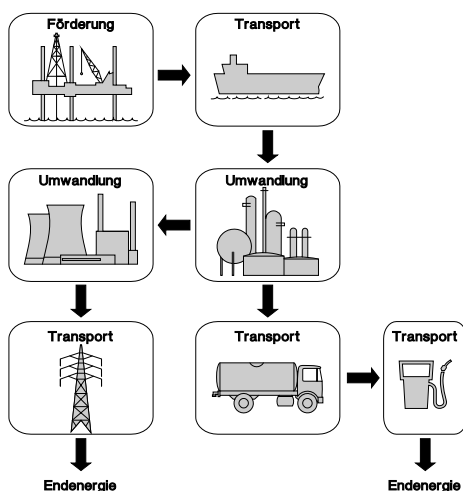 Förderung
Transport
Umwandlung
Umwandlung
Transport
Transport
Transport
Endenergie
Endenergie